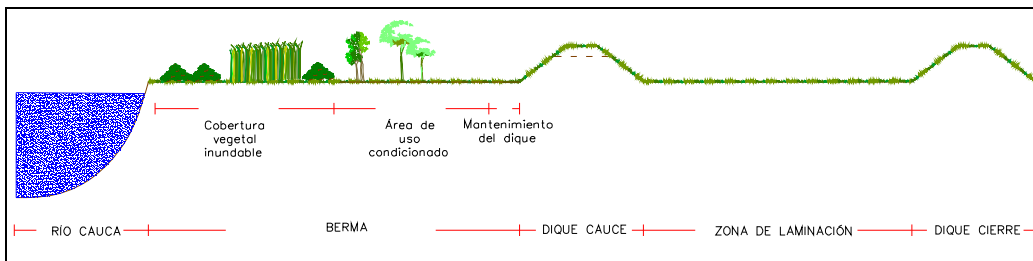 Cobertura
vegetal
inundable
Área de
uso
condicionado
Mantenimiento
del dique
RÍO CAUCA
BERMA
DIQUE CAUCE
ZONA DE LAMINACIÓN
DIQUE CIERRE